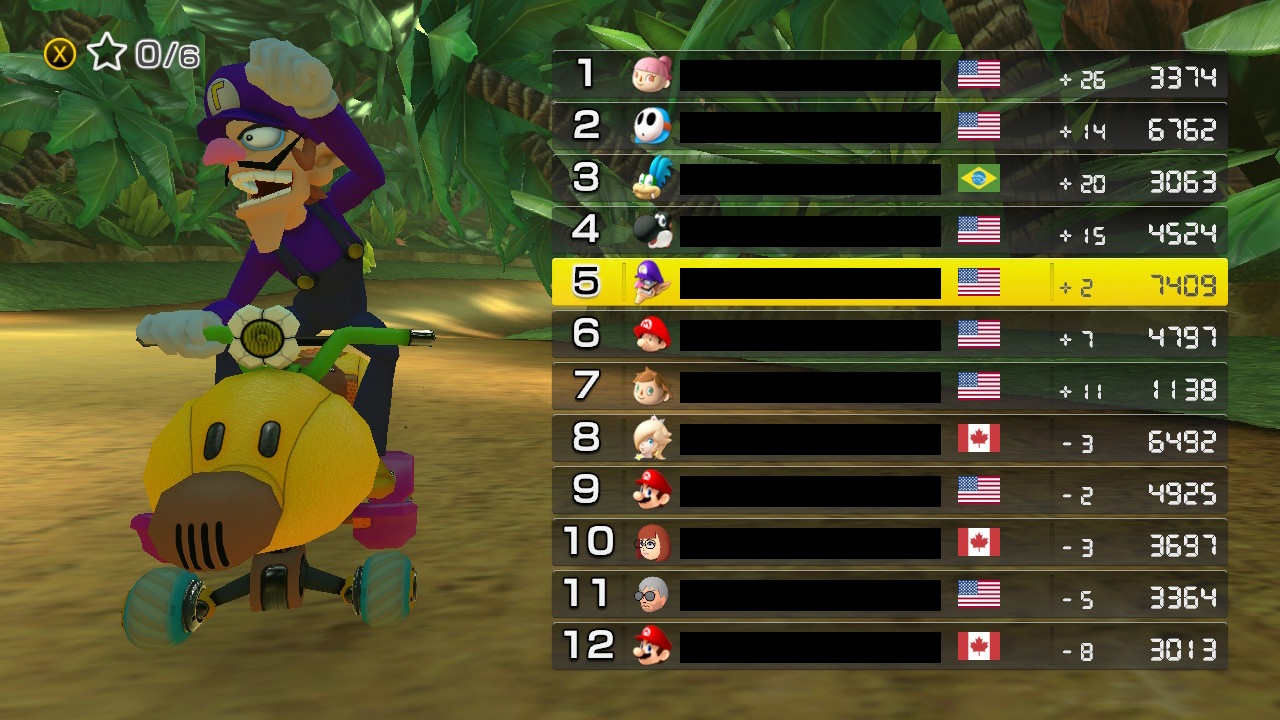 X 0/6
1 + 26 3374
2 + 14 6762
3 + 20 3063
4 + 15 4524
5 + 2 7409
6 + 7 4797
7 + 11 1138
8 - 3 6492
9 - 2 4925
10 - 3 3697
11 - 5 3364
12 - 8 3013